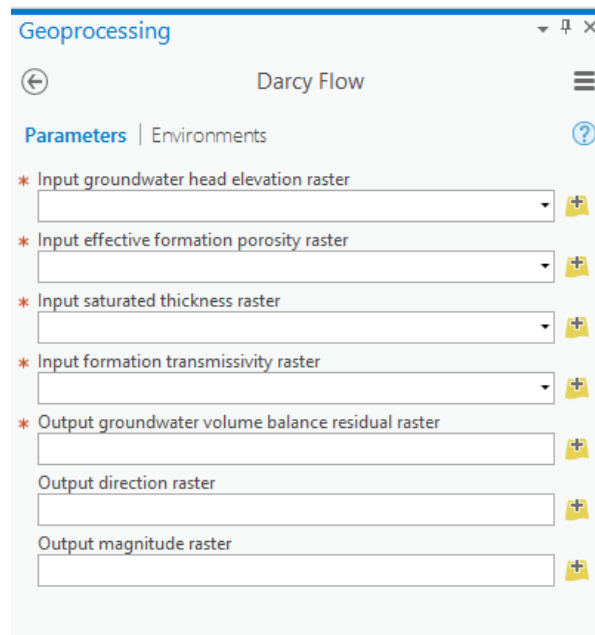 Geoprocessing
Darcy Flow
Parameters | Environments
* Input groundwater head elevation raster
* Input effective formation porosity raster
* Input saturated thickness raster
* Input formation transmissivity raster
* Output groundwater volume balance residual raster
Output direction raster
Output magnitude raster